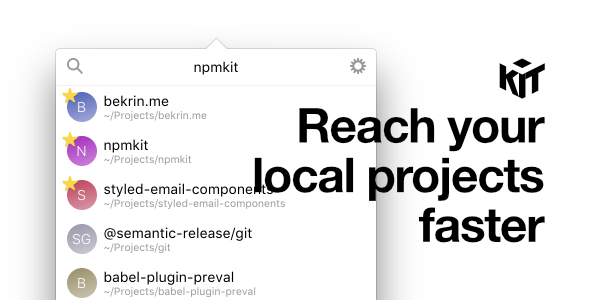 npmkit
B
bekrin.me
~/Projects/bekrin.me
N
npmkit
~/Projects/npmkit
S
styled-email-components
~/Projects/styled-email-components
SG
@semantic-release/git
~/Projects/git
B
babel-plugin-preval
~/Projects/babel-plugin-preval
KIT
Reach your
local projects
faster